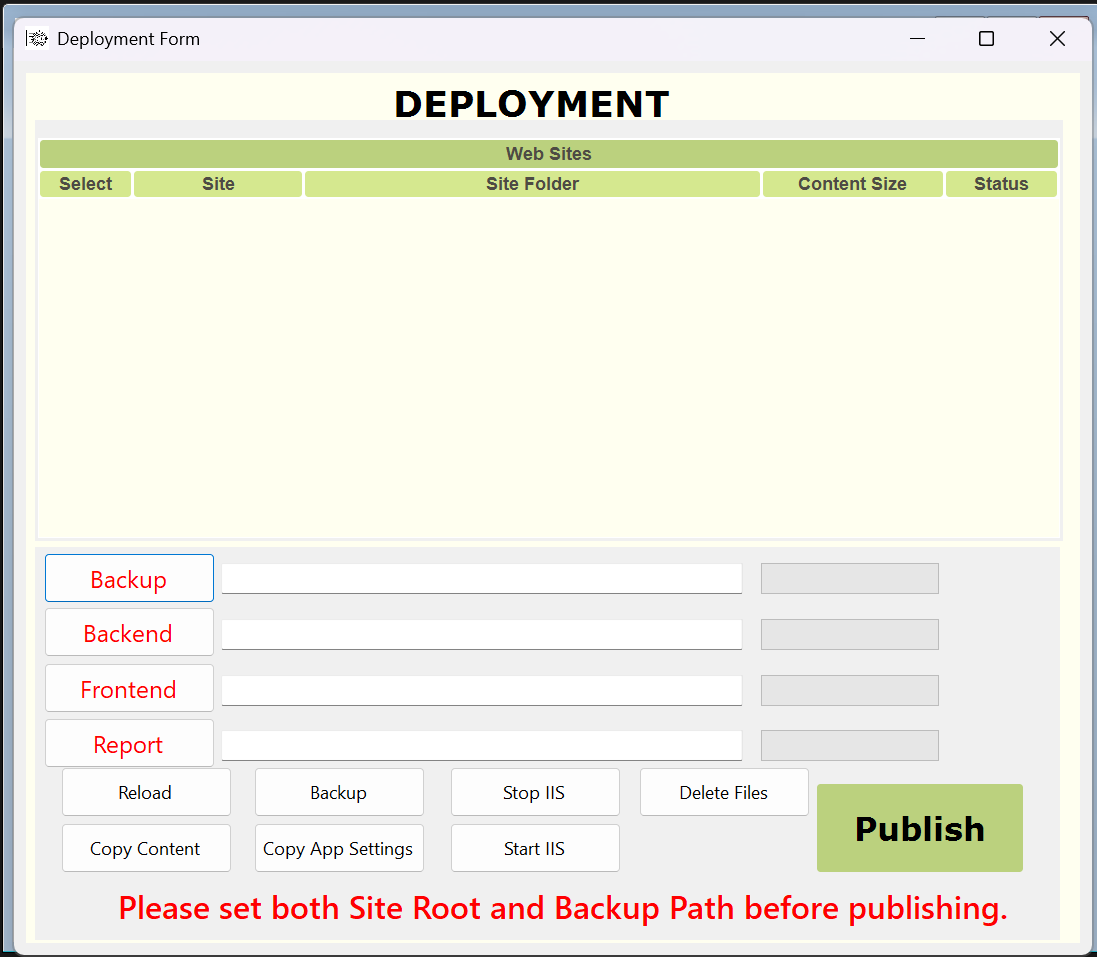 Deployment Form
DEPLOYMENT
Web Sites
Select Site Site Folder Content Size Status
Backup
Backend
Frontend
Report
Reload Backup Stop IIS Delete Files
Copy Content Copy App Settings Start IIS
Publish
Please set both Site Root and Backup Path before publishing.